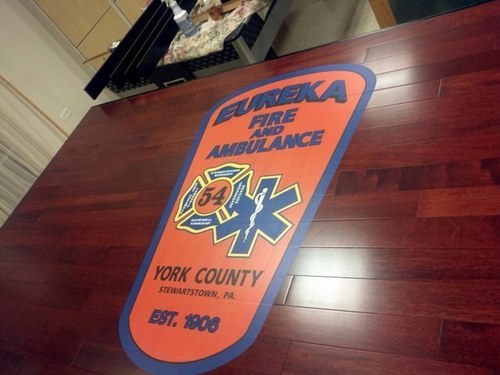 EUREKA
FIRE
AND
AMBULANCE
54
YORK COUNTY
STEWARTSTOWN, PA.
EST. 1906